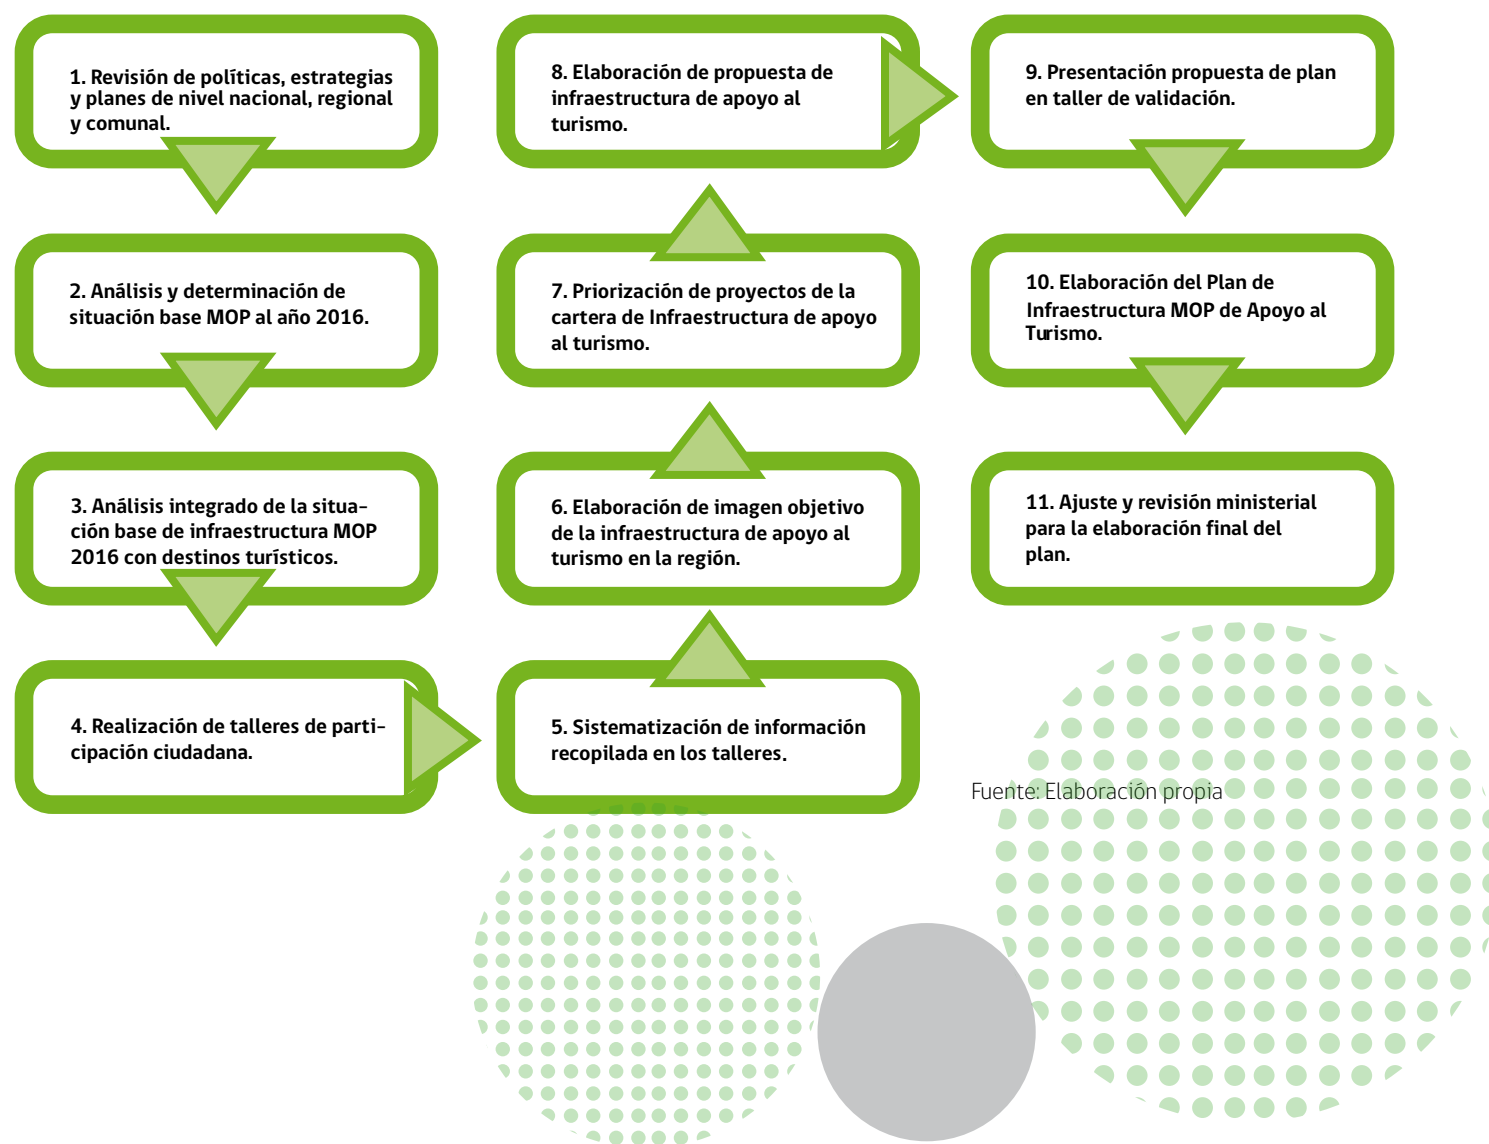 1. Revisión de políticas, estrategias
y planes de nivel nacional, regional
y comunal.
2. Análisis y determinación de
situación base MOP al año 2016.
3. Análisis integrado de la situa-
ción base de infraestructura MOP
2016 con destinos turísticos.
4. Realización de talleres de parti-
cipación ciudadana.
5. Sistematización de información
recopilada en los talleres.
6. Elaboración de imagen objetivo
de la infraestructura de apoyo al
turismo en la región.
7. Priorización de proyectos de la
cartera de Infraestructura de apoyo
al turismo.
8. Elaboración de propuesta de
infraestructura de apoyo al
turismo.
9. Presentación propuesta de plan
en taller de validación.
10. Elaboración del Plan de
Infraestructura MOP de Apoyo al
Turismo.
11. Ajuste y revisión ministerial
para la elaboración final del
plan.
Fuente: Elaboración propia